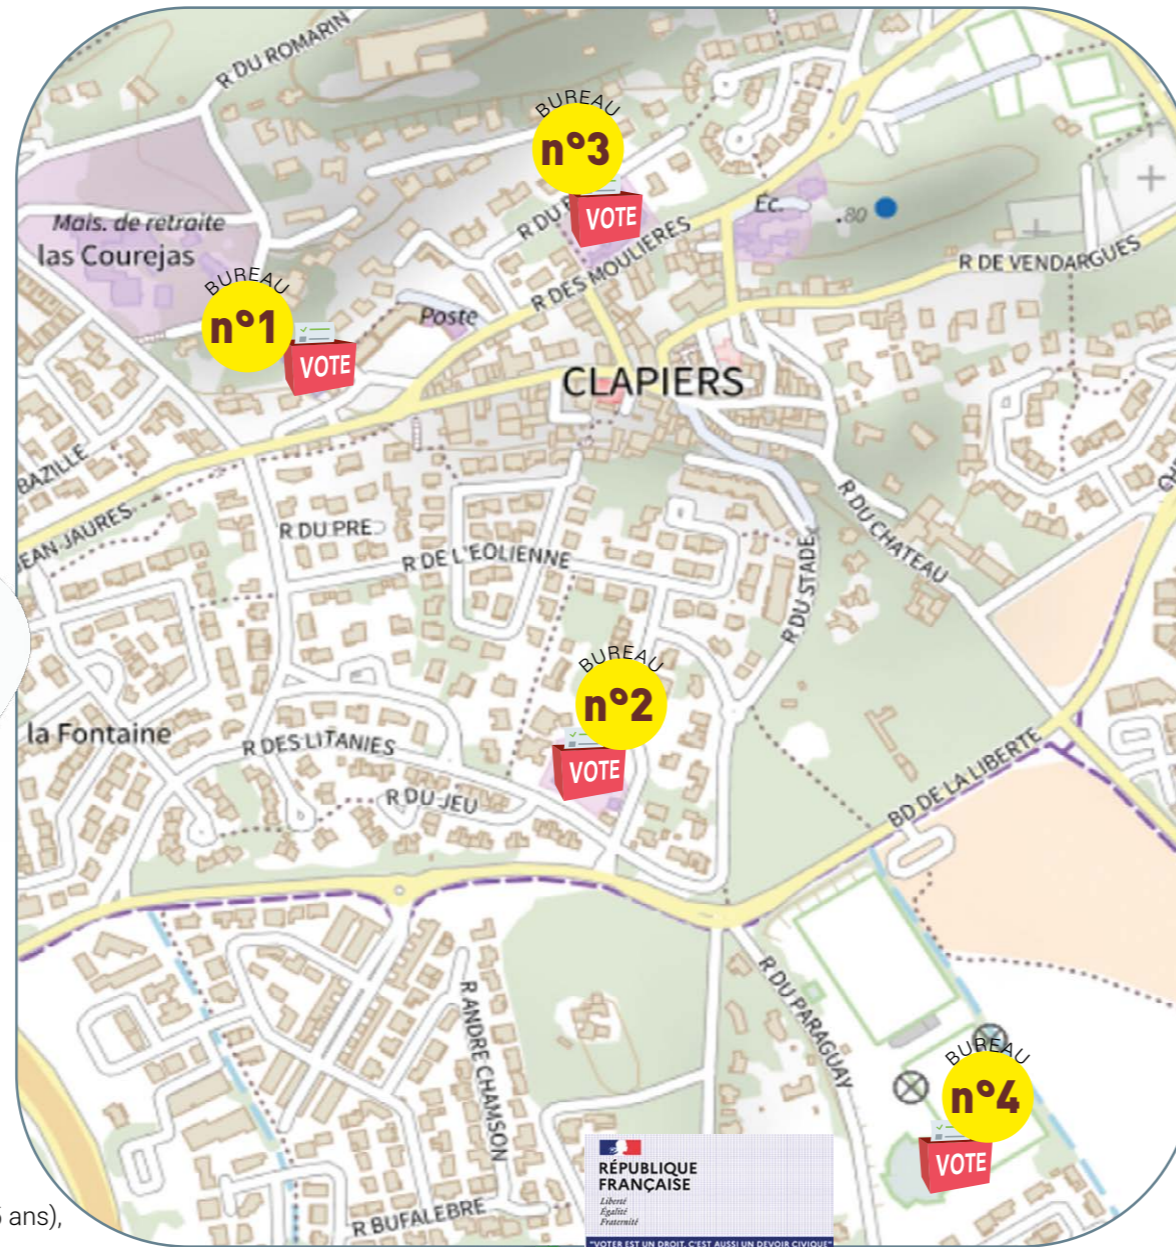 R DU ROMARIN
BUREAU
n°3
VOTE
R DU
Mais. de retraite
las Courejas
Éc.
.80
R DES MOULIERES
R DE VENDARGUES
BUREAU
n°1
VOTE
Poste
CLAPIERS
BAZILLE
JEAN JAURES
R DU PRE
R DE L'EOLIENNE
R DU STADE
R DU CHATEAU
BUREAU
n°2
VOTE
la Fontaine
R DES LITANIES
R DU JEU
BD DE LA LIBERTE
R ANDRE CHAMSON
R DU PARAGUAY
BUREAU
n°4
VOTE
R BUFALEBRE
ans),
RÉPUBLIQUE
FRANÇAISE
Liberté
Égalité
Fraternité
"VOTER EST UN DROIT, C'EST AUSSI UN DEVOIR CIVIQUE"